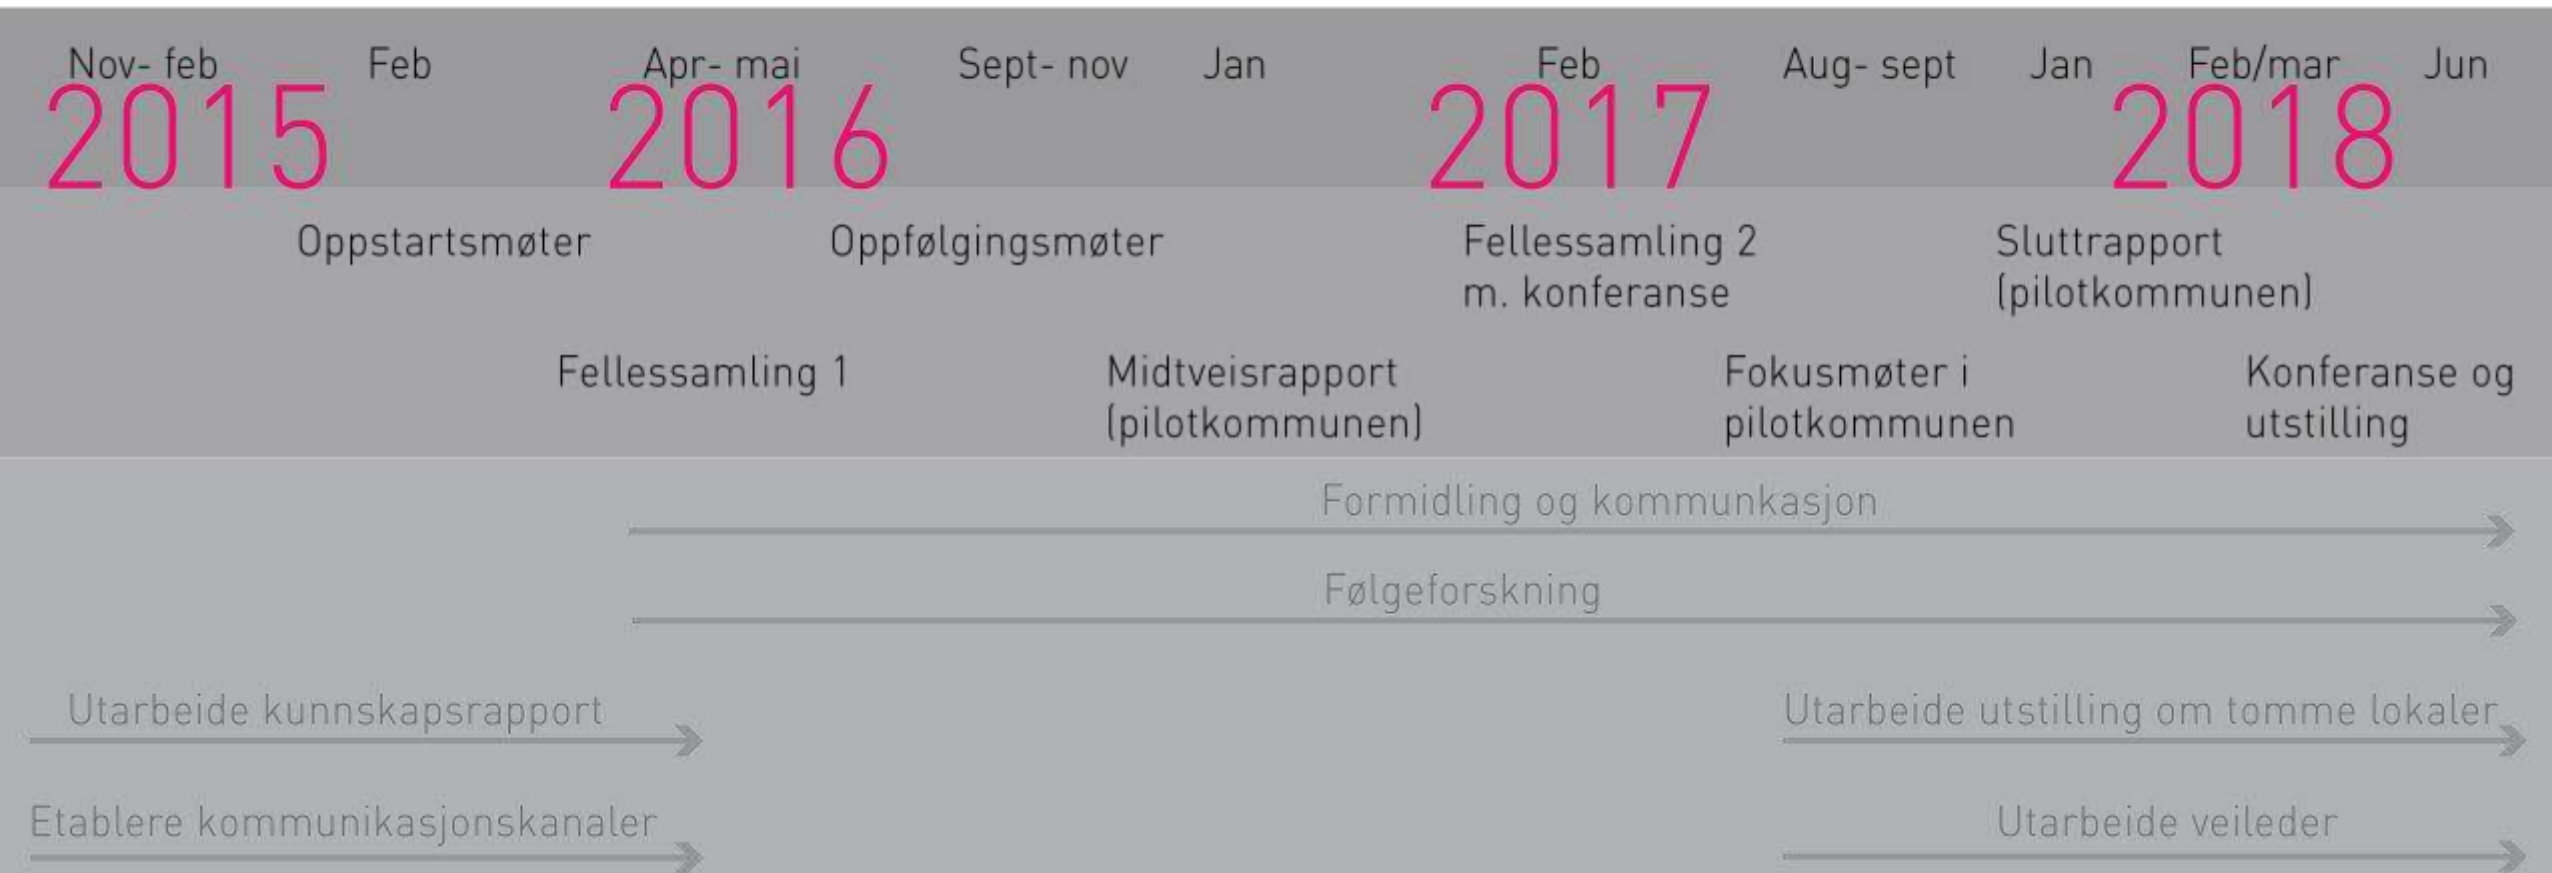 Nov- feb Feb Apr- mai Sept- nov Jan Feb Aug- sept Jan Feb/mar Jun
2015 2016 2017 2018
Oppstartsmøter Oppfølgingsmøter Fellessamling 2 Sluttrapport
m. konferanse (pilotkommunen)
Fellessamling 1 Midtveisrapport Fokusmøter i Konferanse og
(pilotkommunen) pilotkommunen utstilling
Formidling og kommunkasjon
Følgeforskning
Utarbeide kunnskapsrapport Utarbeide utstilling om tomme lokaler
Etablere kommunikasjonskanaler Utarbeide veileder